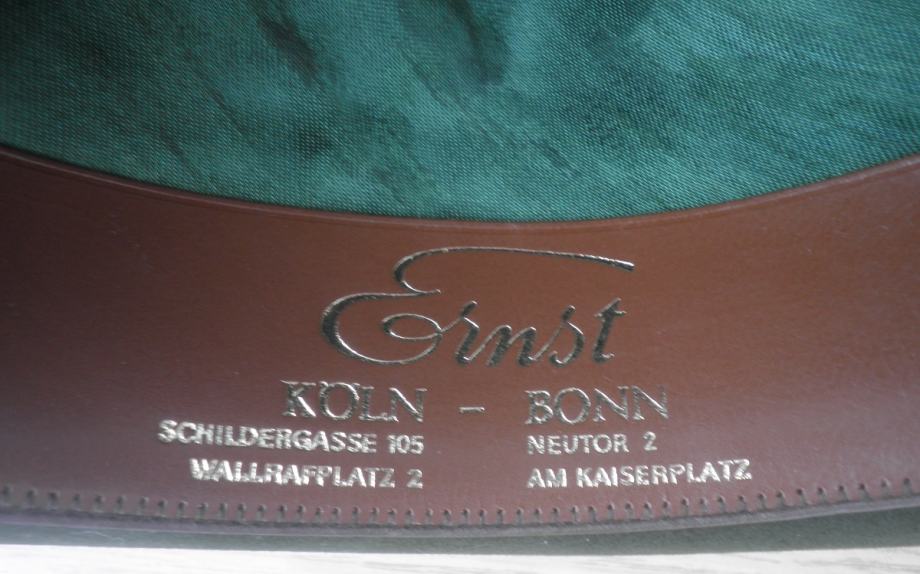 Ernst
KÖLN – BONN
SCHILDERGASSE 105 NEUTOR 2
WALLRAFPLATZ 2 AM KAISERPLATZ